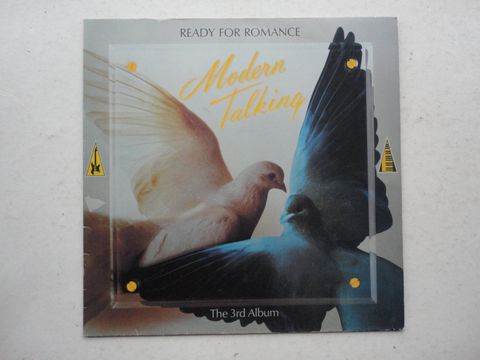 READY FOR ROMANCE
Modern
Talking
The 3rd Album